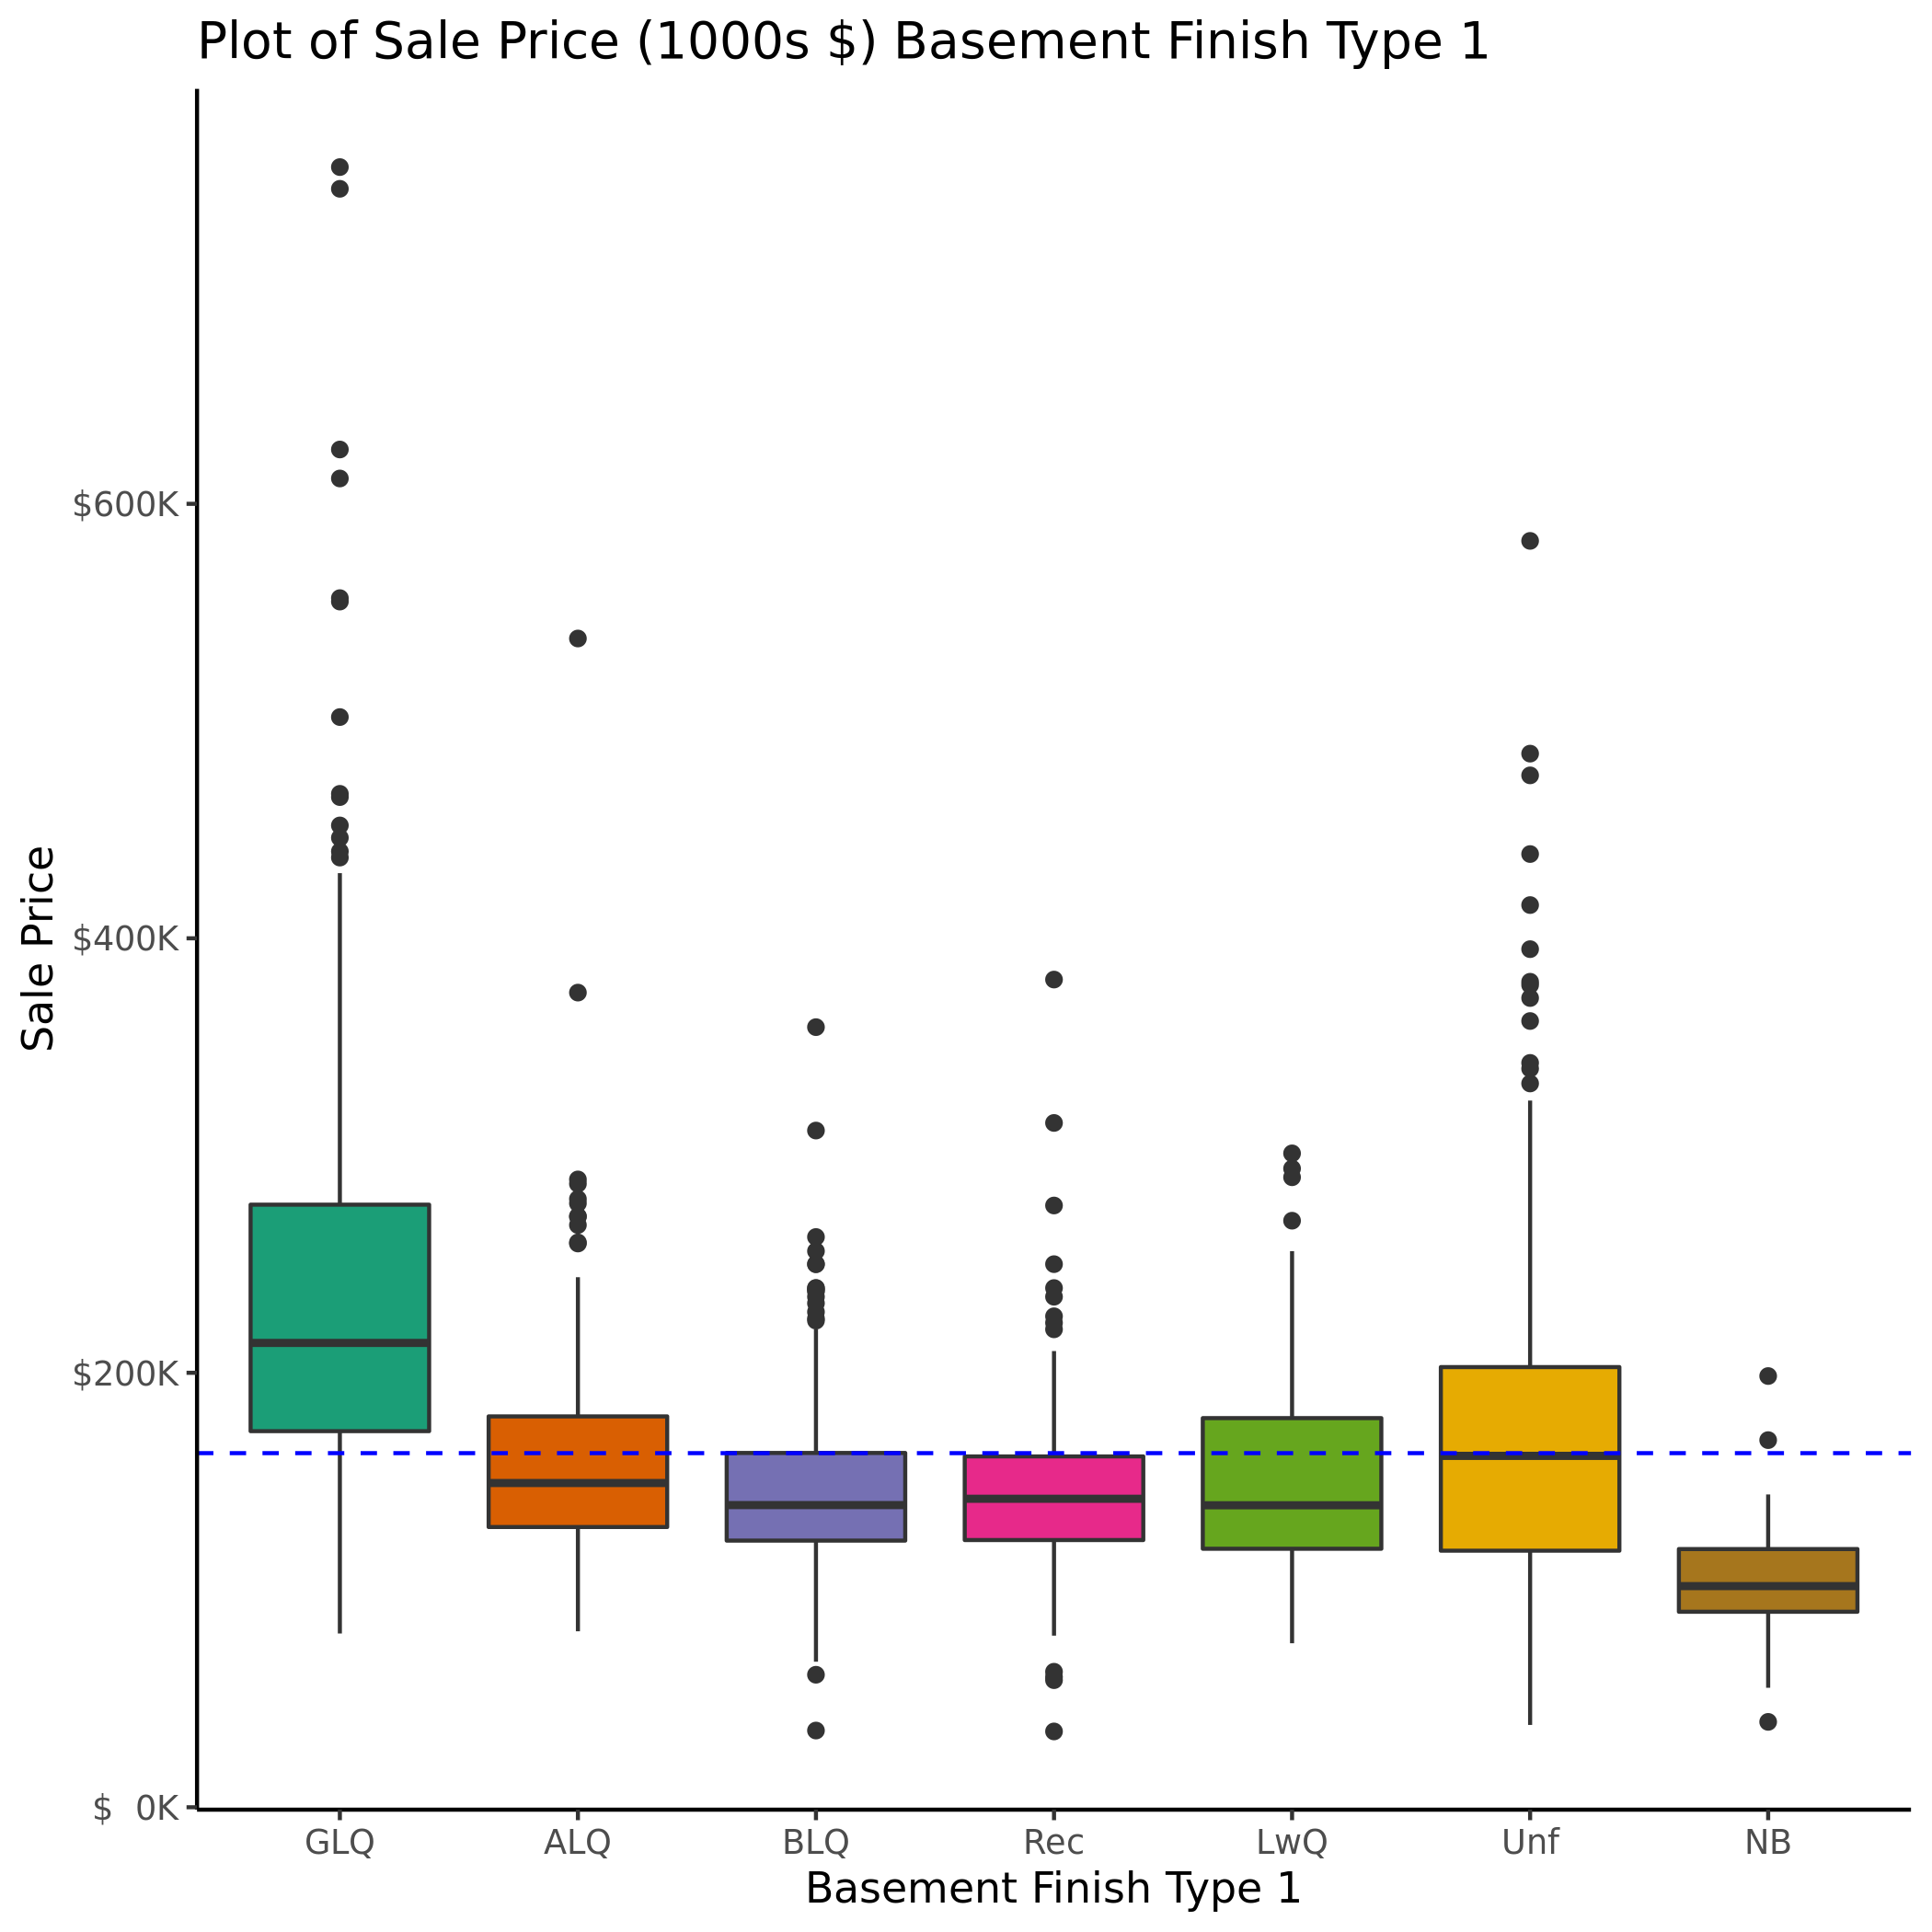 Plot of Sale Price (1000s $) Basement Finish Type 1
Sale Price
$600K
$400K
$200K
$  0K
GLQ ALQ BLQ Rec LwQ Unf NB
Basement Finish Type 1